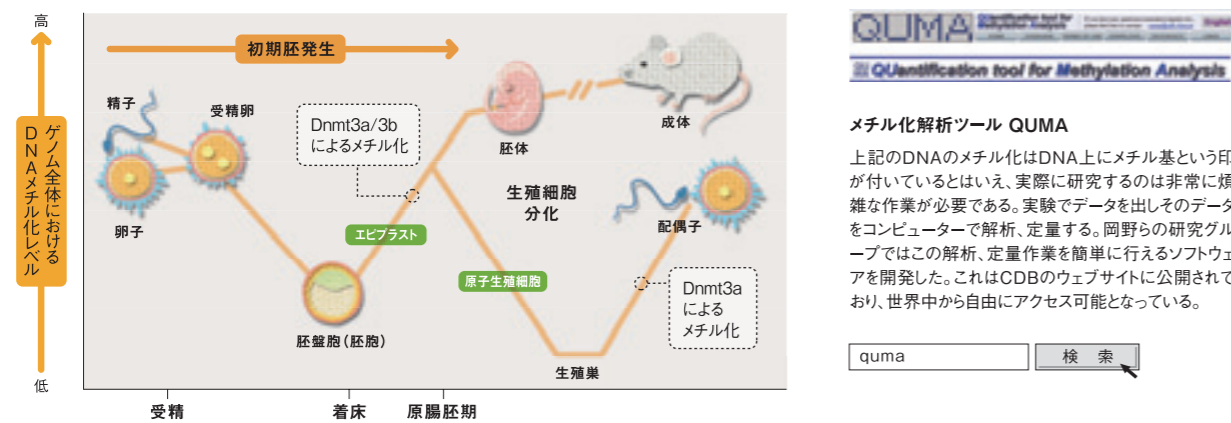 高
ゲノム全体における
DNAメチル化レベル
低
初期胚発生
精子
受精卵
卵子
Dnmt3a/3b
によるメチル化
エピブラスト
胚盤胞(胚胞)
胚体
成体
生殖細胞
分化
配偶子
原子生殖細胞
Dnmt3a
による
メチル化
生殖巣
受精
着床
原腸胚期
QUMA
QUantification tool for Methylation Analysis
メチル化解析ツール QUMA
上記のDNAのメチル化はDNA上にメチル基という印
が付いているとはいえ、実際に研究するのは非常に煩
雑な作業が必要である。実験でデータを出しそのデータ
をコンピューターで解析、定量する。岡野らの研究グル
ープではこの解析、定量作業を簡単に行えるソフトウェ
アを開発した。これはCDBのウェブサイトに公開されて
おり、世界中から自由にアクセス可能となっている。
quma
検 索